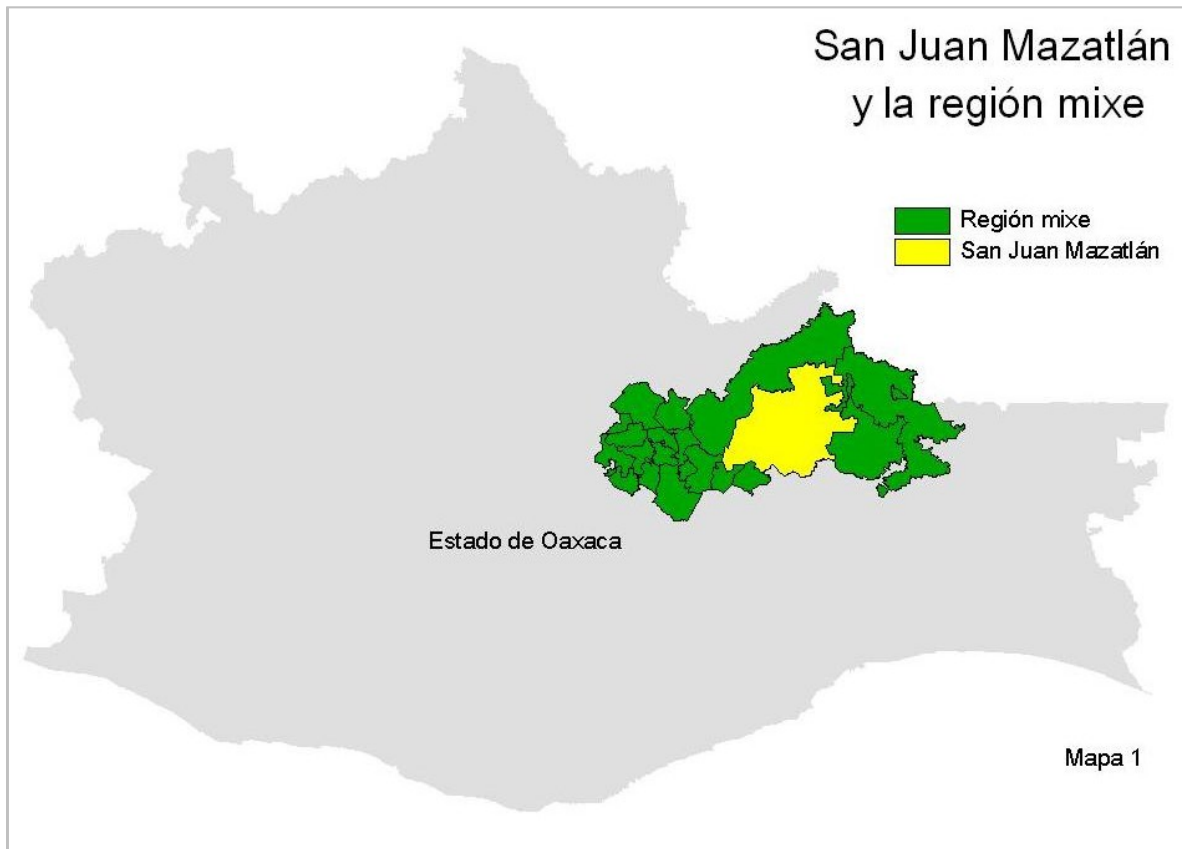 San Juan Mazatlán
y la región mixe
Región mixe
San Juan Mazatlán
Estado de Oaxaca
Mapa 1